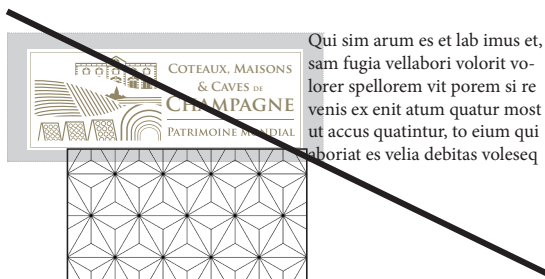 COTEAUX, MAISONS
& CAVES DE
CHAMPAGNE
PATRIMOINE MONDIAL
Qui sim arum es et lab imus et,
sam fugia vellabori volorit vo-
lorer spellorem vit porem si re
venis ex enit atum quatur most
ut accus quatintur, to eium qui
aboriat es velia debitas voleseq